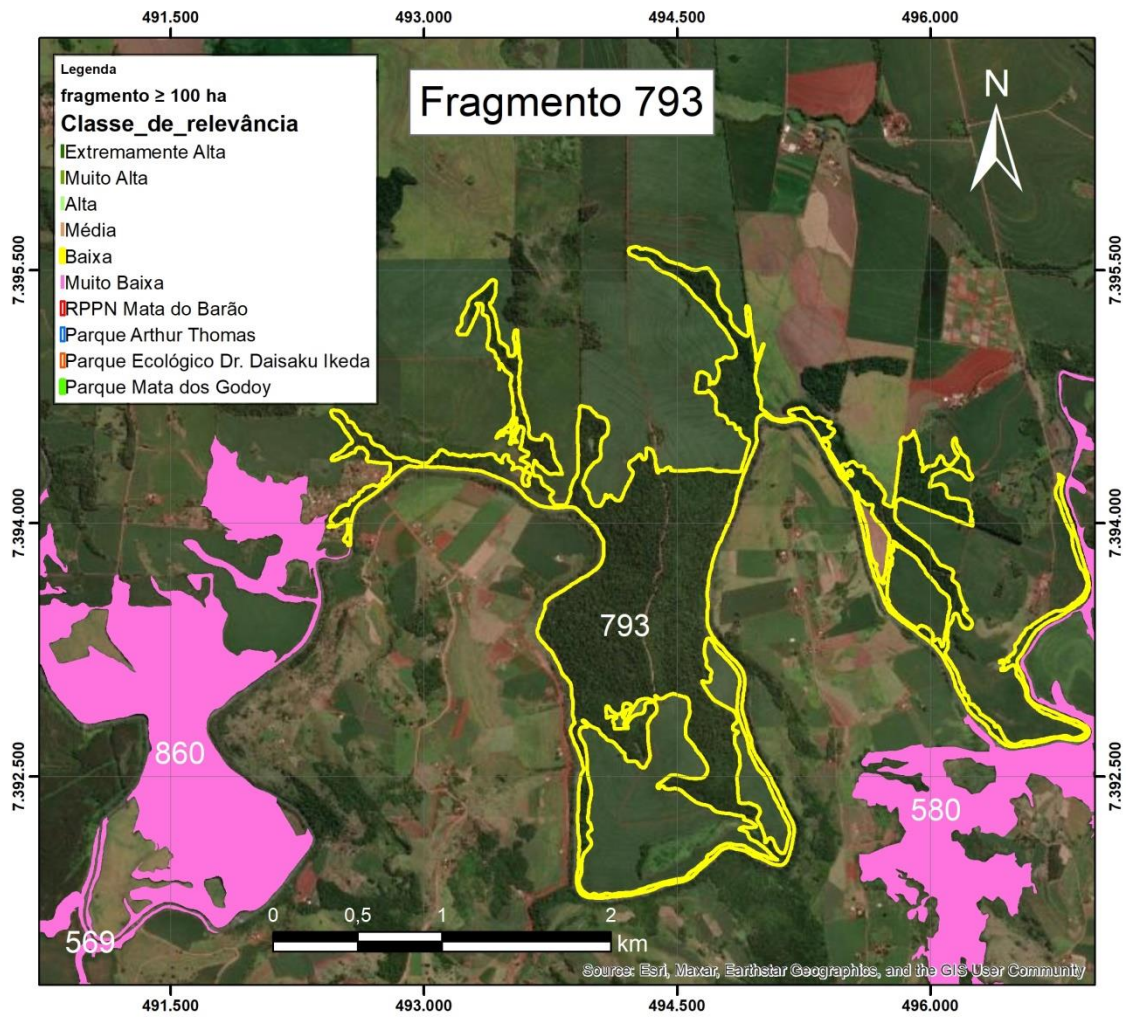 491.500 493.000 494.500 496.000
Legenda
fragmento ≥ 100 ha
Classe_de_relevância
Extremamente Alta
Muito Alta
Alta
Média
Baixa
Muito Baixa
RPPN Mata do Barão
Parque Arthur Thomas
Parque Ecológico Dr. Daisaku Ikeda
Parque Mata dos Godoy
Fragmento 793
N
7.395.500 7.395.500
7.394.000 7.394.000
793
860
7.392.500 7.392.500
580
569
0 0,5 1 2
km
Source: Esri, Maxar, Earthstar Geographics, and the GIS User Community
491.500 493.000 494.500 496.000